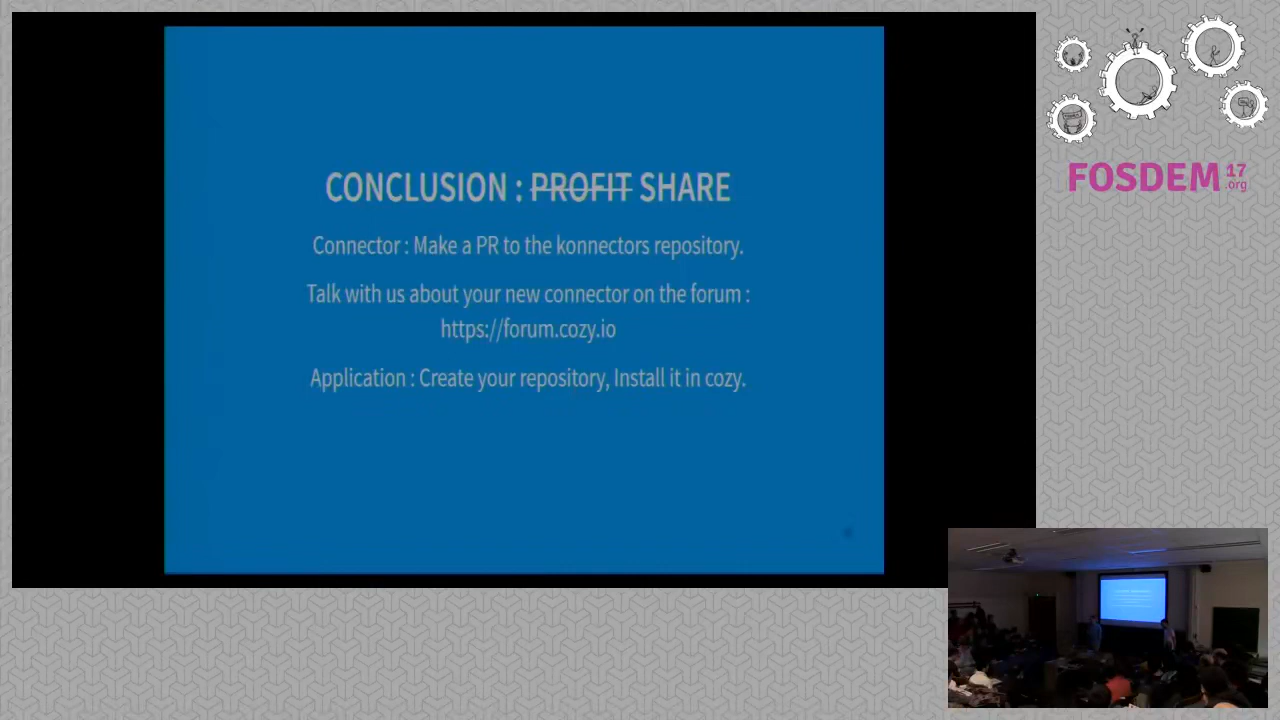 CONCLUSION : PROFIT SHARE
Connector : Make a PR to the konnectors repository.
Talk with us about your new connector on the forum :
https://forum.cozy.io
Application : Create your repository, Install it in cozy.
FOSDEM 17
.org